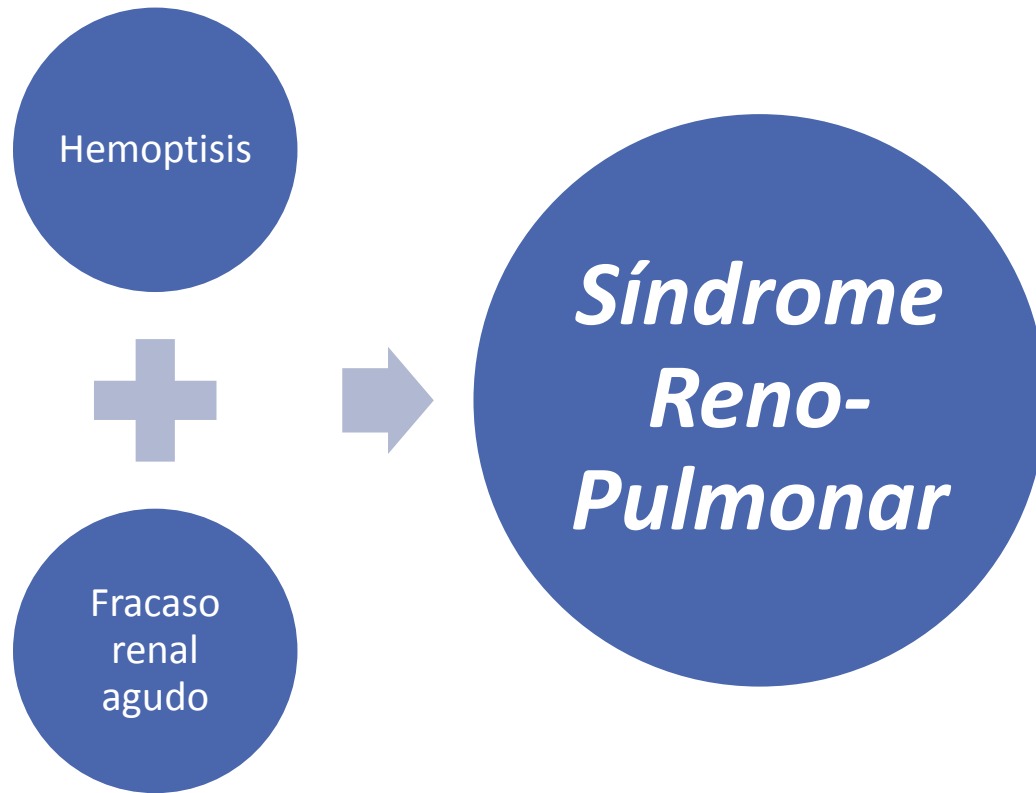 Hemoptisis
Fracaso
renal
agudo
Síndrome
Reno-
Pulmonar